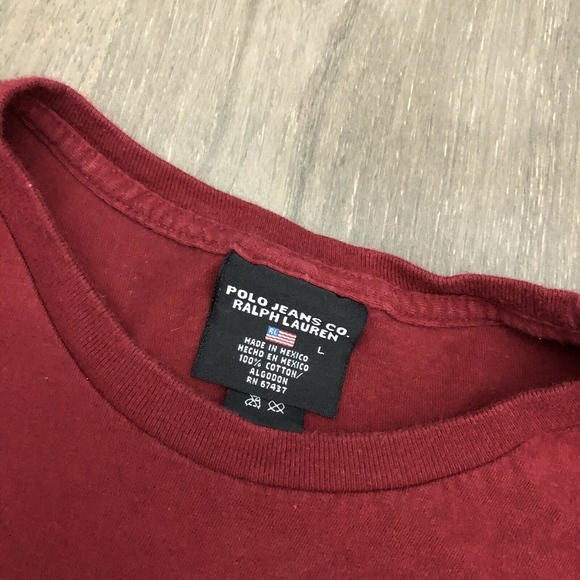 POLO JEANS CO.
RALPH LAUREN
RL
L
MADE IN MEXICO
HECHO EN MEXICO
100% COTTON/
ALGODON
RN 67437